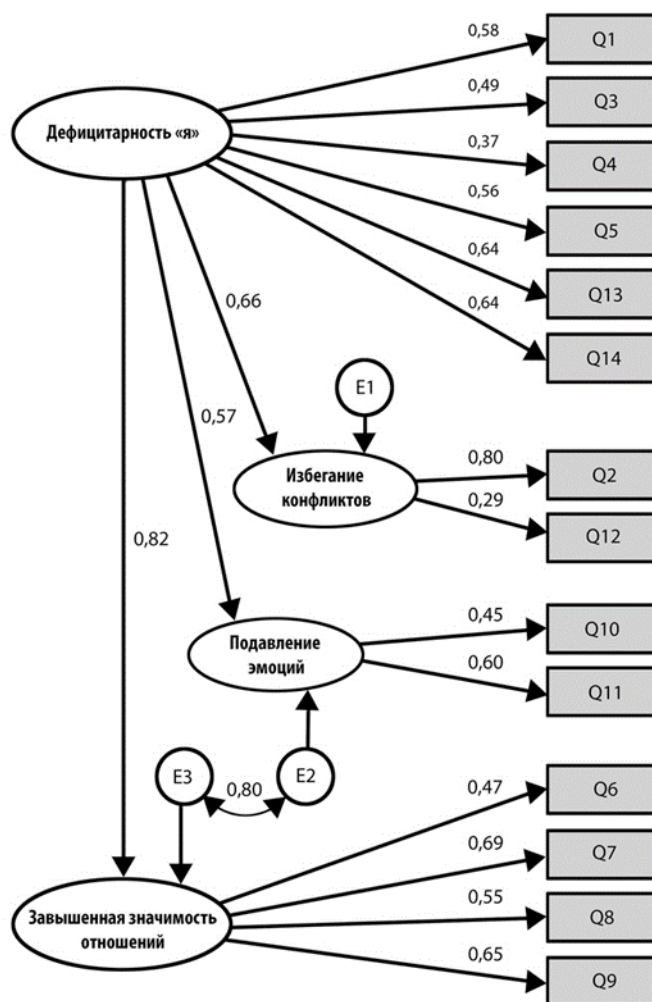 0,58
Q1
0,49
Q3
Дефицитарность «я»
0,37
Q4
0,56
Q5
0,64
Q13
0,64
Q14
0,66
E1
0,57
Избегание
конфликтов
0,80
Q2
0,29
Q12
0,82
Подавление
эмоций
0,45
Q10
0,60
Q11
E3
0,80
E2
0,47
Q6
0,69
Q7
Завышенная значимость
отношений
0,55
Q8
0,65
Q9